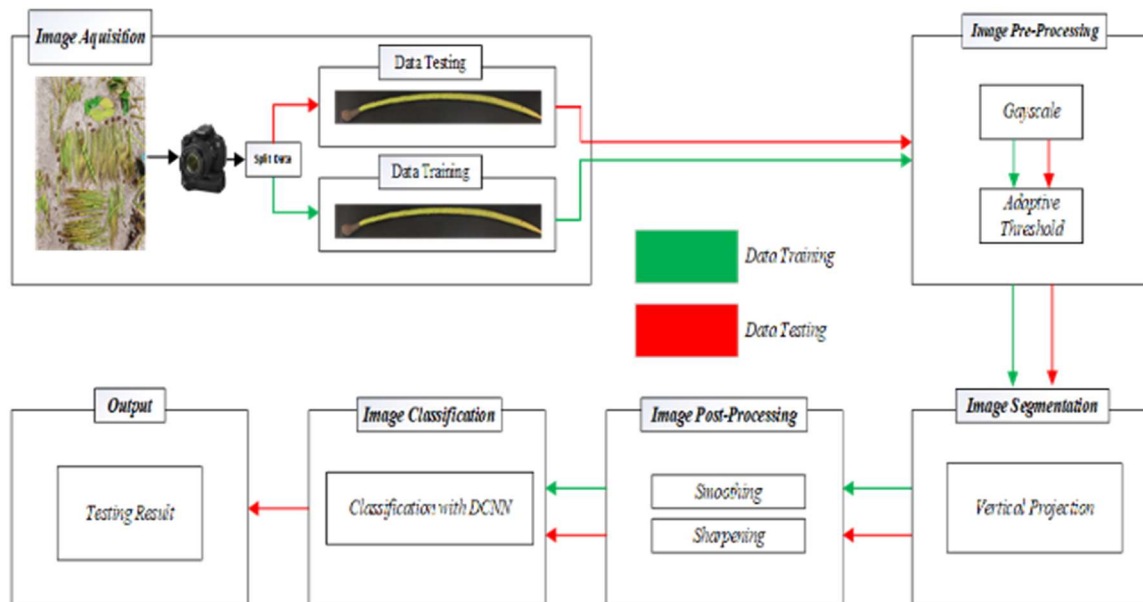 Image Aquisition
Data Testing
Split Data
Data Training
Image Pre-Processing
Gayscale
Adaptive
Threshold
Data Training
Data Testing
Output
Testing Result
Image Classification
Classification with DCNN
Image Post-Processing
Smoothing
Sharpening
Image Segmentation
Vertical Projection